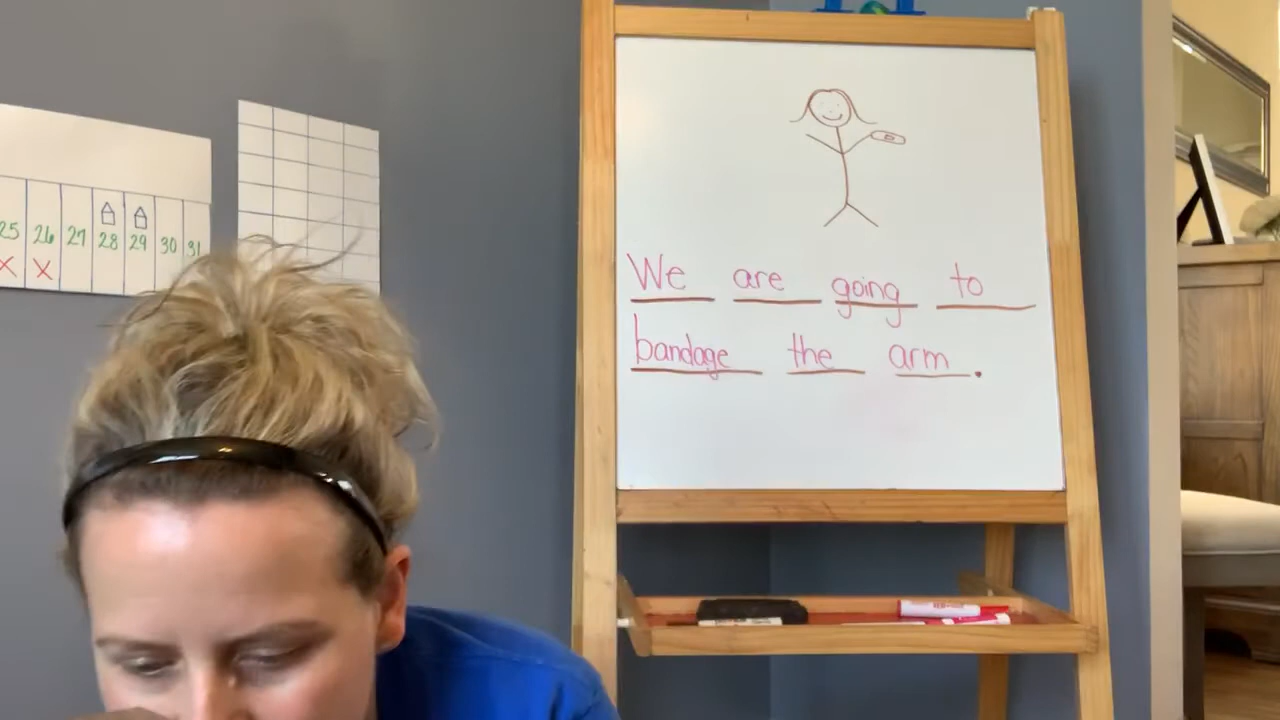 25 26 27 28 29 30 31
X X
We are going to
bandage the arm.